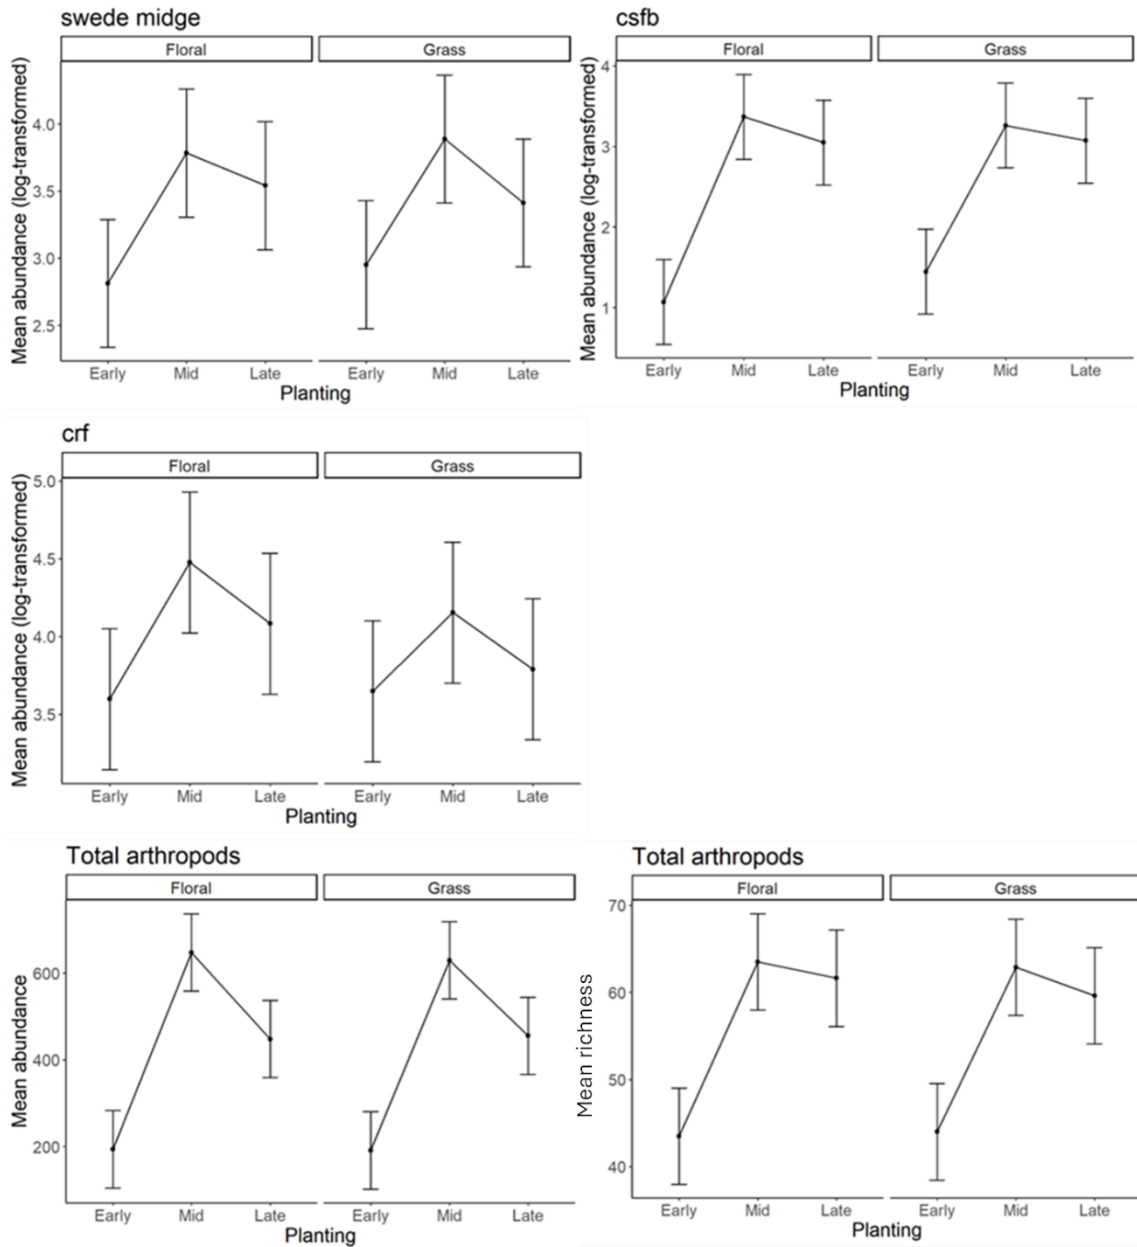 swede midge
Floral
Grass
Mean abundance (log-transformed)
4.0
3.5
3.0
2.5
Early
Mid
Late
Early
Mid
Late
Planting
csfb
Floral
Grass
Mean abundance (log-transformed)
4
3
2
1
Early
Mid
Late
Early
Mid
Late
Planting
crf
Floral
Grass
Mean abundance (log-transformed)
5.0
4.5
4.0
3.5
Early
Mid
Late
Early
Mid
Late
Planting
Total arthropods
Floral
Grass
Mean abundance
600
400
200
Early
Mid
Late
Early
Mid
Late
Planting
Total arthropods
Floral
Grass
Mean richness
70
60
50
40
Early
Mid
Late
Early
Mid
Late
Planting